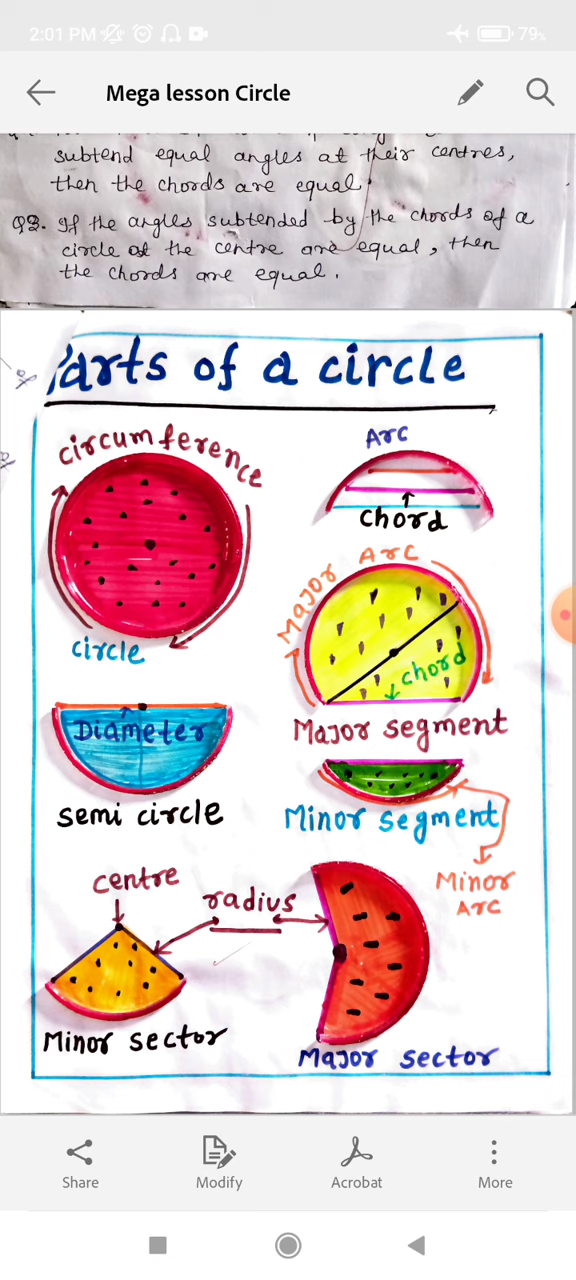 2:01 PM
79%
Mega lesson Circle
subtend equal angles at their centres,
then the chords are equal.
Q3. If the angles subtended by the chords of a
circle at the centre are equal, then
the chords are equal.
Parts of a circle
circumference
Arc
chord
circle
Major Arc
chord
Diameter
Major segment
semi circle
Minor segment
Minor
Arc
centre
radius
Minor sector
Major sector
Share
Modify
Acrobat
More